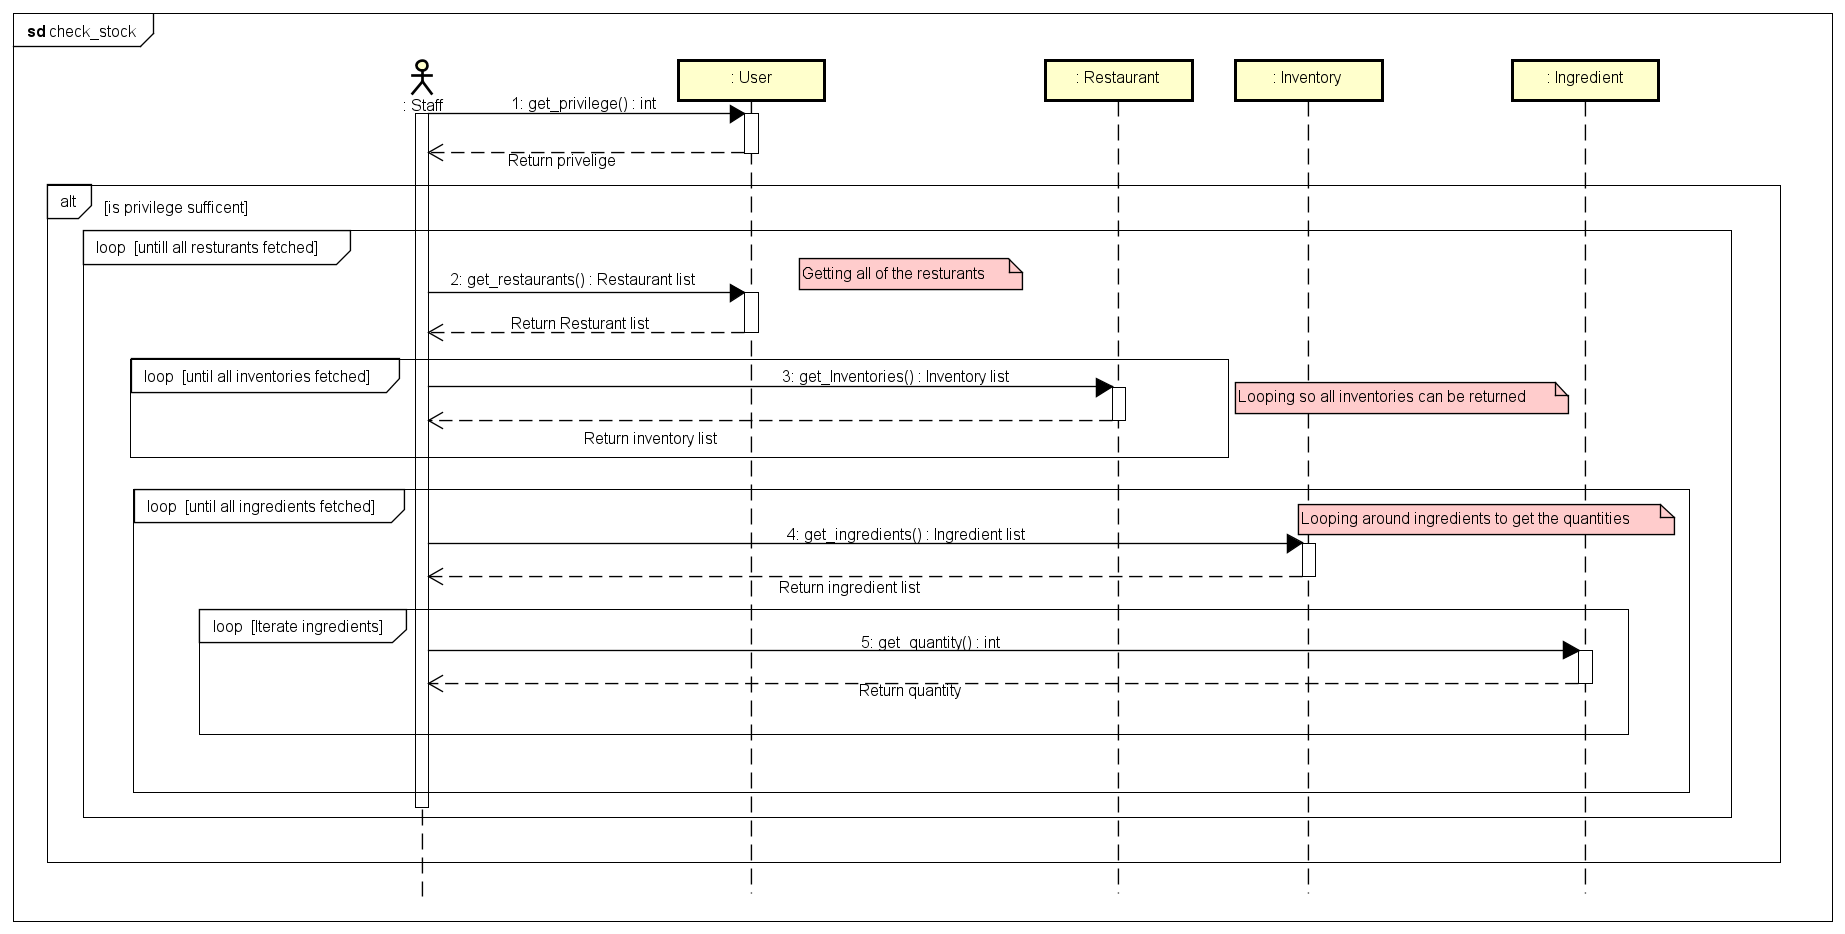 sd check_stock
: Staff
: User
: Restaurant
: Inventory
: Ingredient
1: get_privilege() : int
Return privelige
alt
[is privilege sufficent]
loop [untill all resturants fetched]
Getting all of the resturants
2: get_restaurants() : Restaurant list
Return Resturant list
loop [until all inventories fetched]
3: get_Inventories() : Inventory list
Looping so all inventories can be returned
Return inventory list
loop [until all ingredients fetched]
Looping around ingredients to get the quantities
4: get_ingredients() : Ingredient list
Return ingredient list
loop [Iterate ingredients]
5: get_quantity() : int
Return quantity